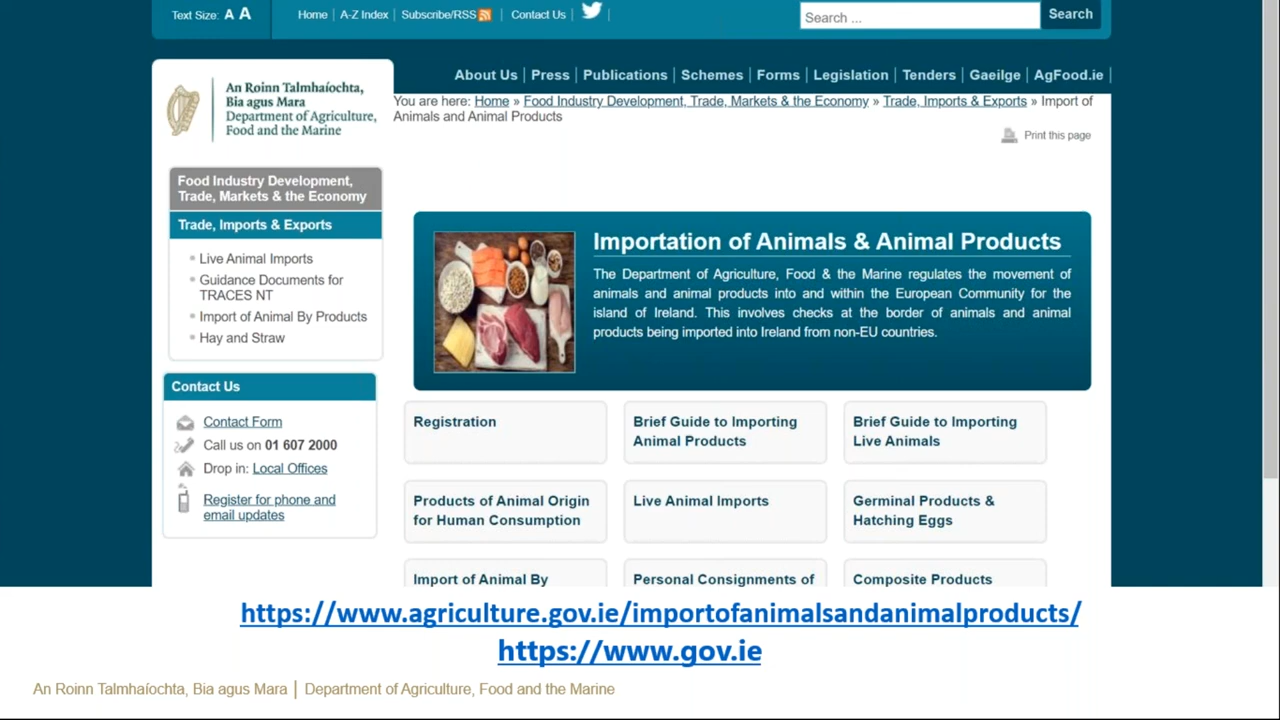 Text Size: A A
Home | A-Z Index | Subscribe/RSS | Contact Us |
Search ...
Search
About Us | Press | Publications | Schemes | Forms | Legislation | Tenders | Gaeilge | AgFood.ie |
An Roinn Talmhaíochta,
Bia agus Mara
Department of Agriculture,
Food and the Marine
You are here: Home » Food Industry Development, Trade, Markets & the Economy » Trade, Imports & Exports » Import of
Animals and Animal Products
Print this page
Food Industry Development,
Trade, Markets & the Economy
Trade, Imports & Exports
Live Animal Imports
Guidance Documents for
TRACES NT
Import of Animal By Products
Hay and Straw
Contact Us
Contact Form
Call us on 01 607 2000
Drop in: Local Offices
Register for phone and
email updates
Importation of Animals & Animal Products
The Department of Agriculture, Food & the Marine regulates the movement of
animals and animal products into and within the European Community for the
island of Ireland. This involves checks at the border of animals and animal
products being imported into Ireland from non-EU countries.
Registration
Brief Guide to Importing
Animal Products
Brief Guide to Importing
Live Animals
Products of Animal Origin
for Human Consumption
Live Animal Imports
Germinal Products &
Hatching Eggs
Import of Animal By
Personal Consignments of
Composite Products
https://www.agriculture.gov.ie/importofanimalsandanimalproducts/
https://www.gov.ie
An Roinn Talmhaíochta, Bia agus Mara | Department of Agriculture, Food and the Marine